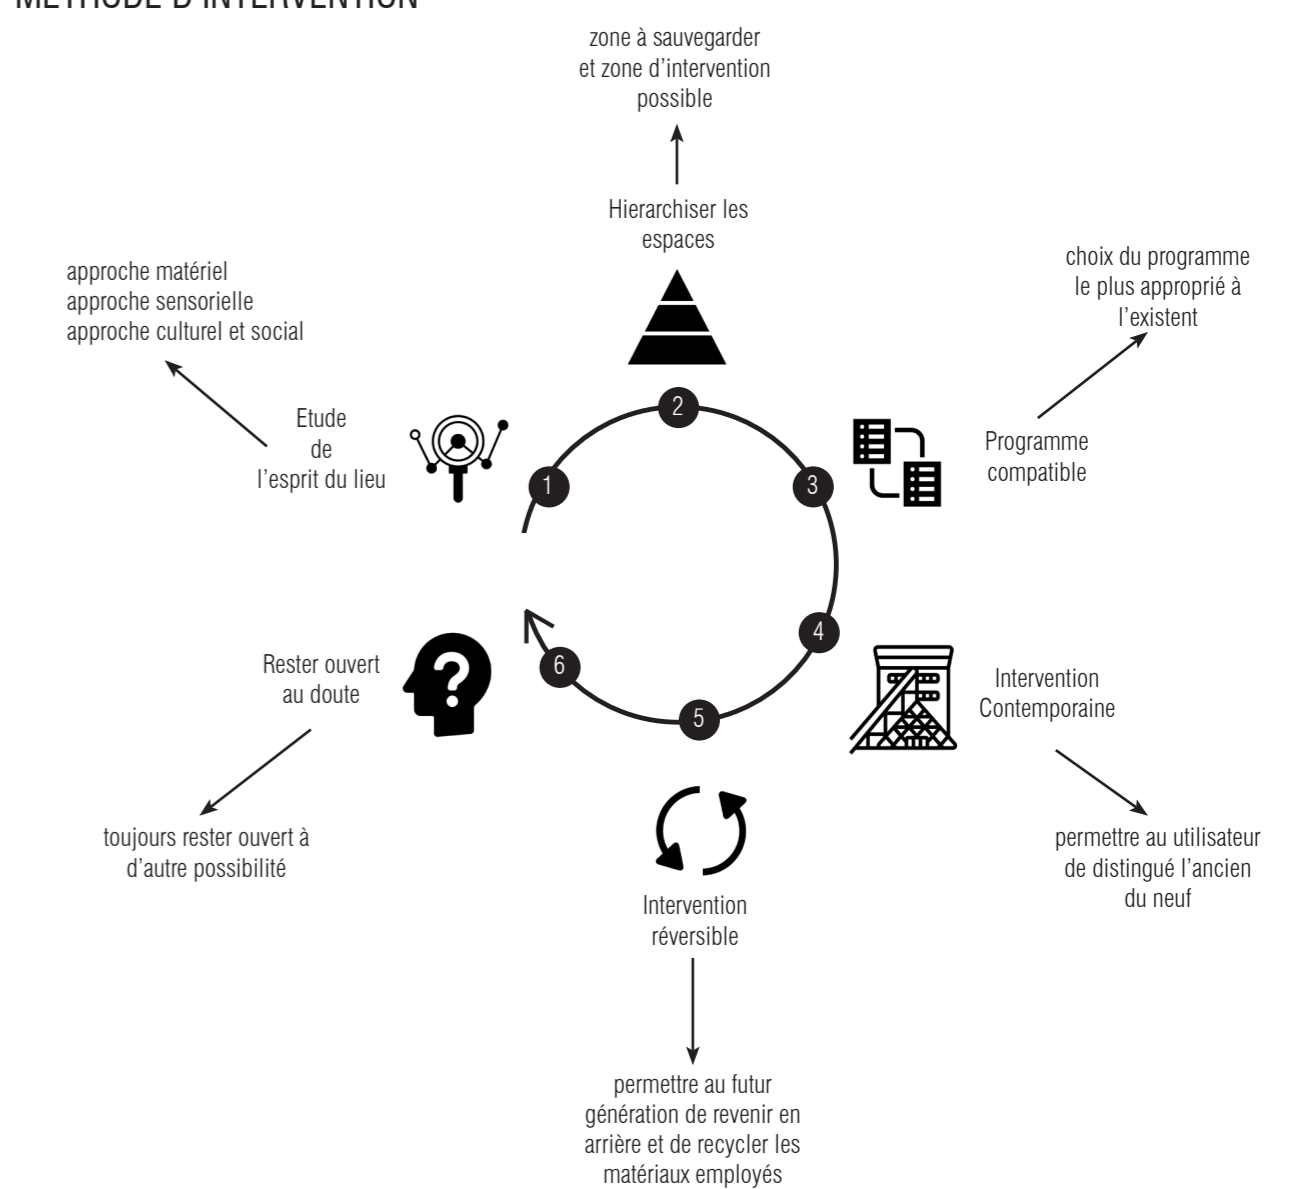 METHODE D'INTERVENTION
zone à sauvegarder
et zone d'intervention
possible
Hierarchiser les
espaces
approche matériel
approche sensorielle
approche culturel et social
choix du programme
le plus approprié à
l'existent
Etude
de
l'esprit du lieu
Programme
compatible
2
1
3
4
5
6
Rester ouvert
au doute
Intervention
Contemporaine
toujours rester ouvert à
d'autre possibilité
permettre au utilisateur
de distingué l'ancien
du neuf
Intervention
réversible
permettre au futur
génération de revenir en
arrière et de recycler les
matériaux employés